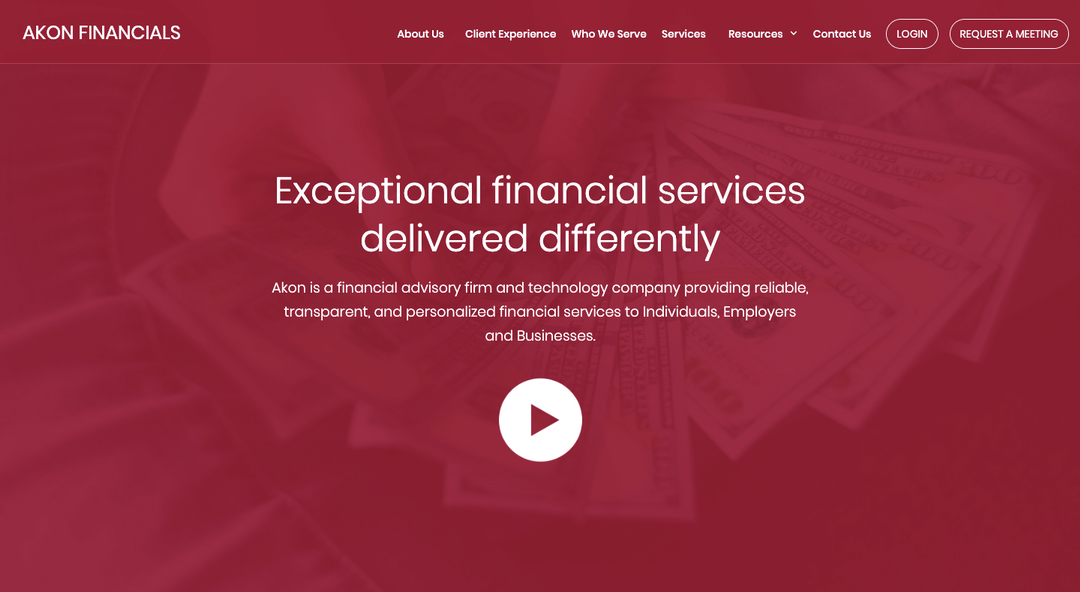 AKON FINANCIALS
About Us
Client Experience
Who We Serve
Services
Resources
Contact Us
LOGIN
REQUEST A MEETING
Exceptional financial services
delivered differently
Akon is a financial advisory firm and technology company providing reliable,
transparent, and personalized financial services to Individuals, Employers
and Businesses.